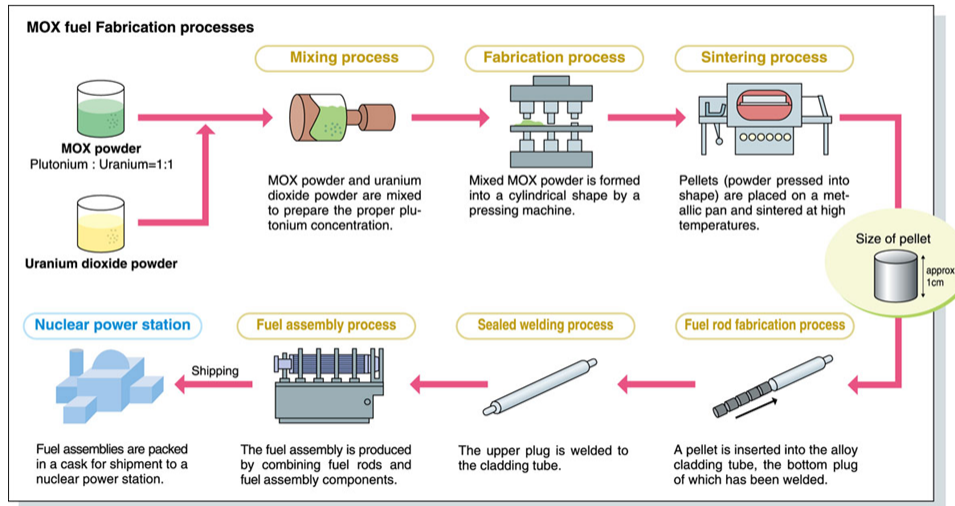 MOX fuel Fabrication processes
Mixing process
Fabrication process
Sintering process
MOX powder
Plutonium : Uranium=1:1
Uranium dioxide powder
MOX powder and uranium
dioxide powder are mixed
to prepare the proper plu-
tonium concentration.
Mixed MOX powder is formed
into a cylindrical shape by a
pressing machine.
Pellets (powder pressed into
shape) are placed on a met-
allic pan and sintered at high
temperatures.
Size of pellet
approx
1cm
Nuclear power station
Fuel assembly process
Sealed welding process
Fuel rod fabrication process
Shipping
Fuel assemblies are packed
in a cask for shipment to a
nuclear power station.
The fuel assembly is produced
by combining fuel rods and
fuel assembly components.
The upper plug is welded to
the cladding tube.
A pellet is inserted into the alloy
cladding tube, the bottom plug
of which has been welded.